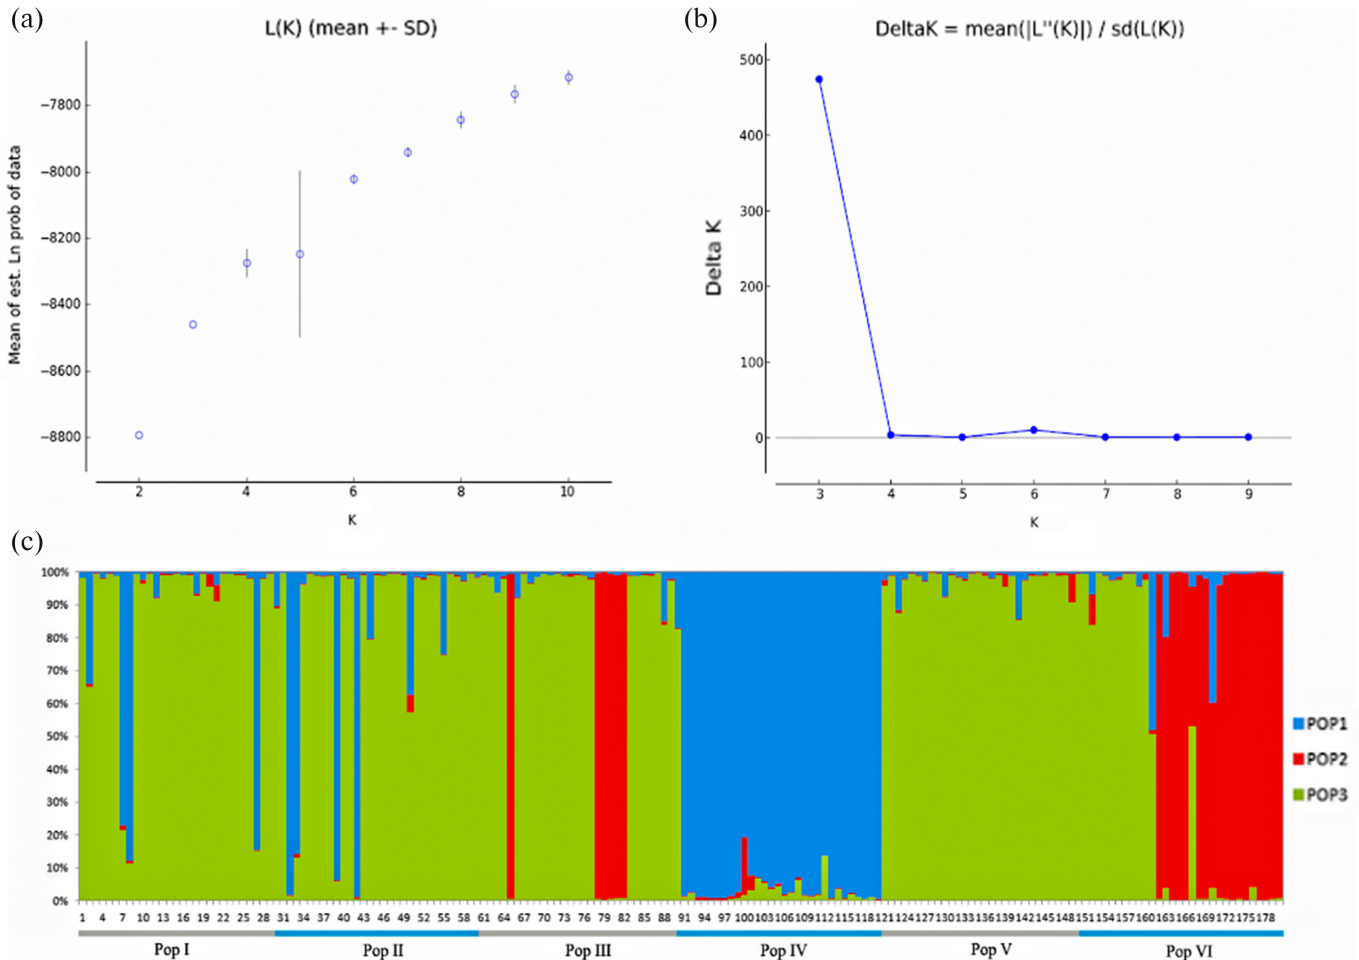 (a)
L(K) (mean +- SD)
Mean of est. Ln prob of data
−7800
−8000
−8200
−8400
−8600
−8800
2 4 6 8 10
K
(b)
DeltaK = mean(|L''(K)|) / sd(L(K))
Delta K
500
400
300
200
100
0
3 4 5 6 7 8 9
K
(c)
100%
90%
80%
70%
60%
50%
40%
30%
20%
10%
0%
1 4 7 10 13 16 19 22 25 28 31 34 37 40 43 46 49 52 55 58 61 64 67 70 73 76 79 82 85 88 91 94 97 100 103 106 109 112 115 118 121 124 127 130 133 136 139 142 145 148 151 154 157 160 163 166 169 172 175 178
Pop I Pop II Pop III Pop IV Pop V Pop VI
POP1
POP2
POP3